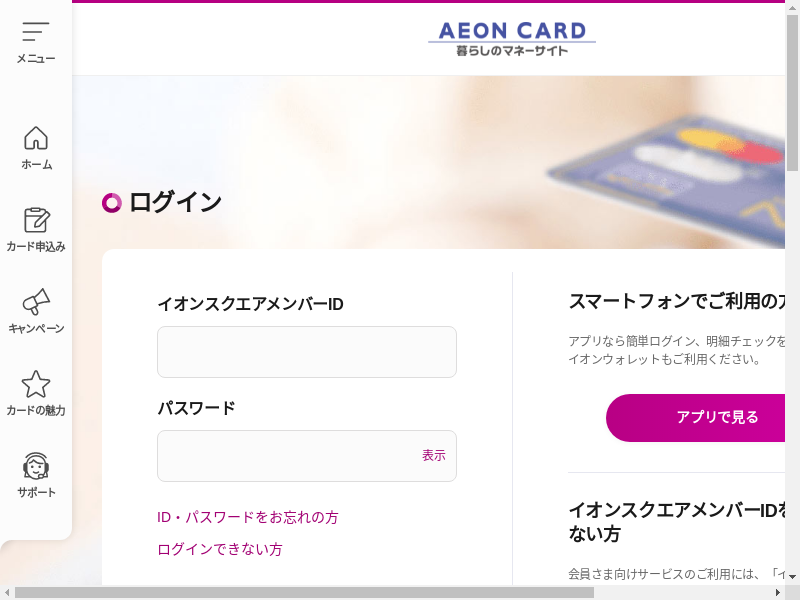 メニュー
ホーム
カード申込み
キャンペーン
カードの魅力
サポート
AEON CARD
暮らしのマネーサイト
ログイン
イオンスクエアメンバーID
パスワード
表示
ID・パスワードをお忘れの方
ログインできない方
スマートフォンでご利用の
アプリなら簡単ログイン、明細チェックを
イオンウォレットもご利用ください。
アプリで見る
イオンスクエアメンバーIDを
ない方
会員さま向けサービスのご利用には、「イ